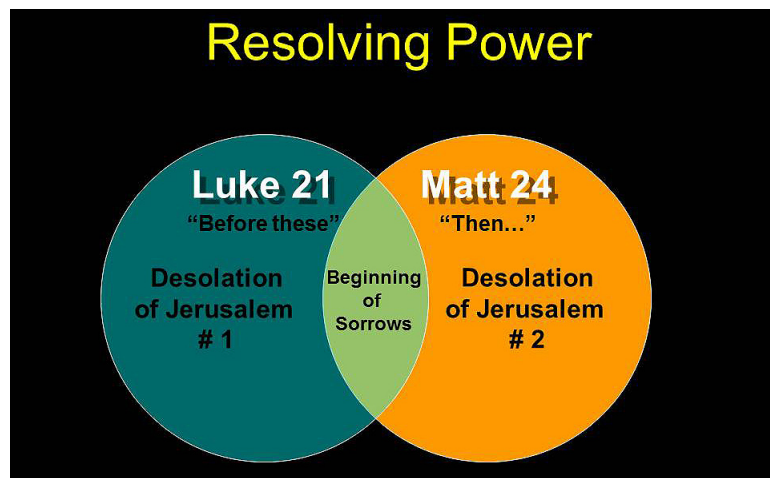 Resolving Power
Luke 21
“Before these”
Desolation
of Jerusalem
# 1
Beginning
of
Sorrows
Matt 24
“Then…”
Desolation
of Jerusalem
# 2